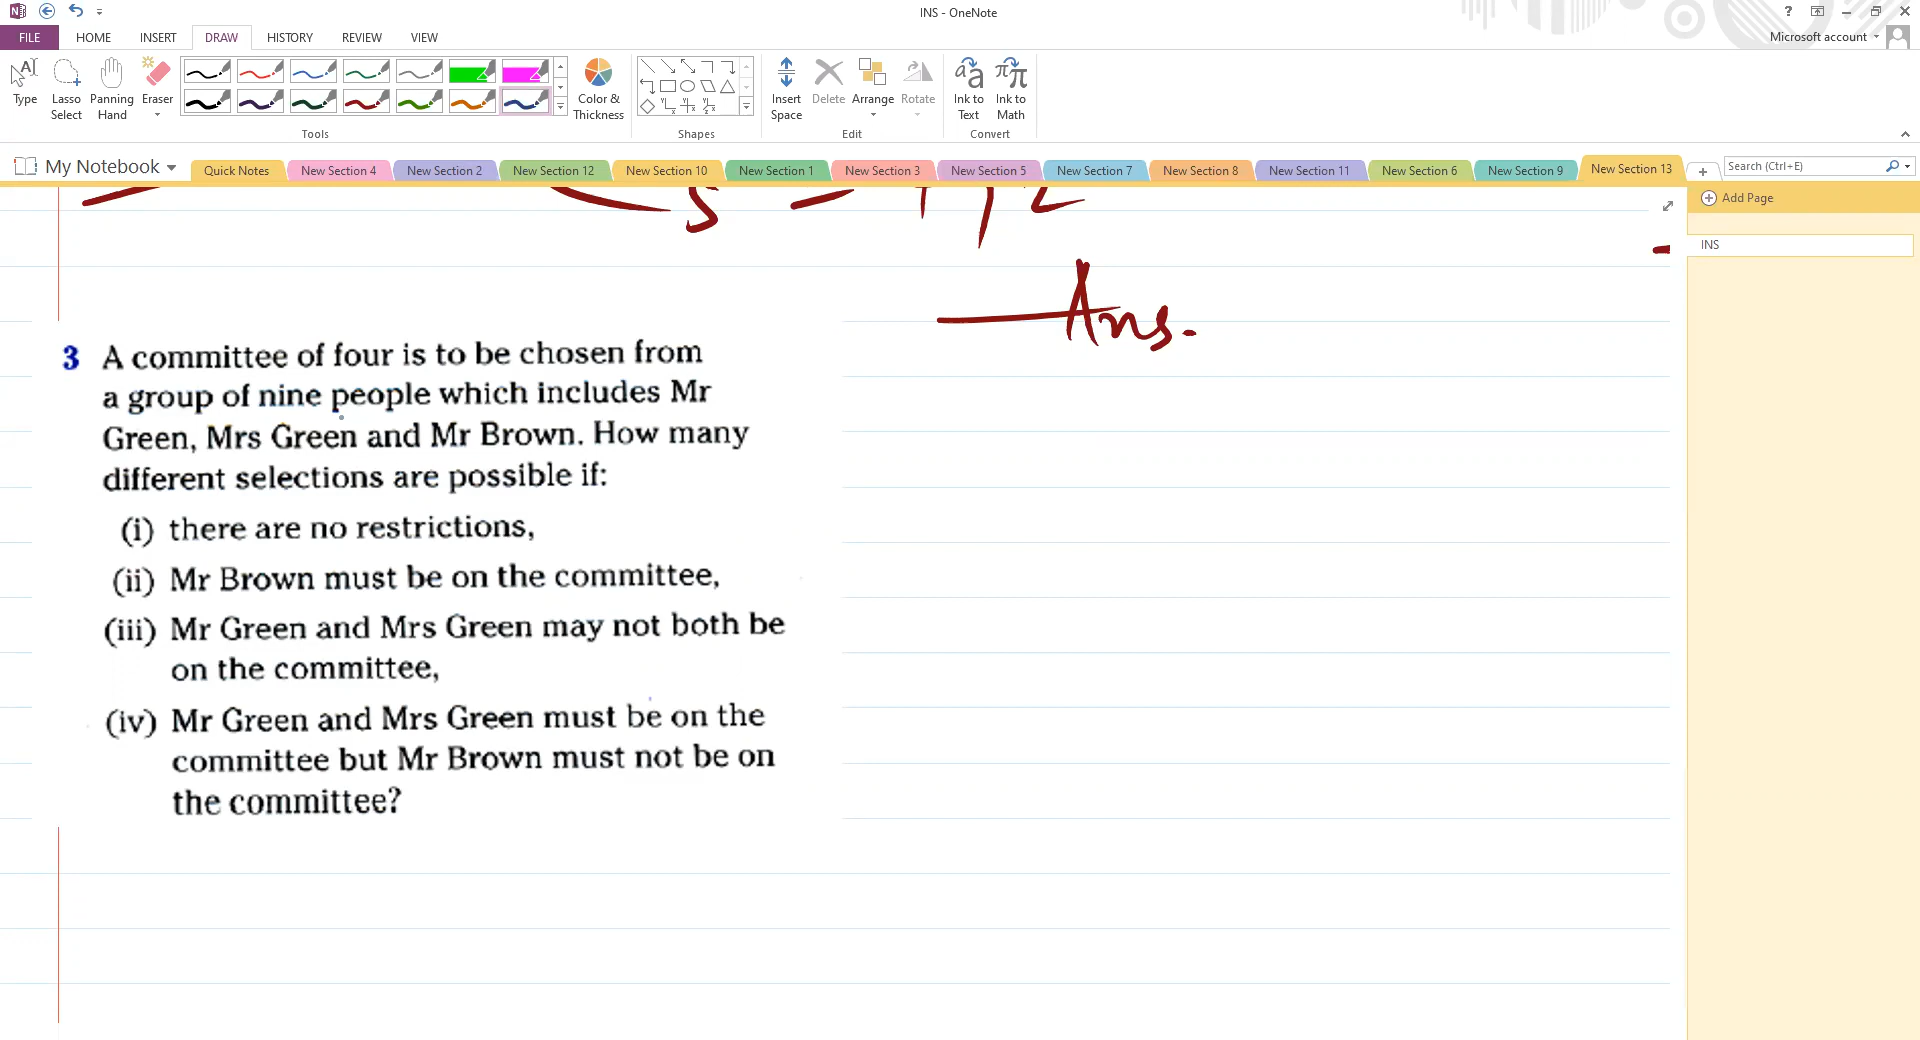 INS - OneNote
FILE HOME INSERT DRAW HISTORY REVIEW VIEW
Microsoft account
Type
Lasso Select
Panning Hand
Eraser
Color & Thickness
Insert Space
Delete
Arrange
Rotate
Ink to Text
Ink to Math
Tools
Shapes
Edit
Convert
My Notebook
Quick Notes
New Section 4
New Section 2
New Section 12
New Section 10
New Section 1
New Section 3
New Section 5
New Section 7
New Section 8
New Section 11
New Section 6
New Section 9
New Section 13
Search (Ctrl+E)
Add Page
INS
Ans.
3 A committee of four is to be chosen from
a group of nine people which includes Mr
Green, Mrs Green and Mr Brown. How many
different selections are possible if:
(i) there are no restrictions,
(ii) Mr Brown must be on the committee,
(iii) Mr Green and Mrs Green may not both be
on the committee,
(iv) Mr Green and Mrs Green must be on the
committee but Mr Brown must not be on
the committee?